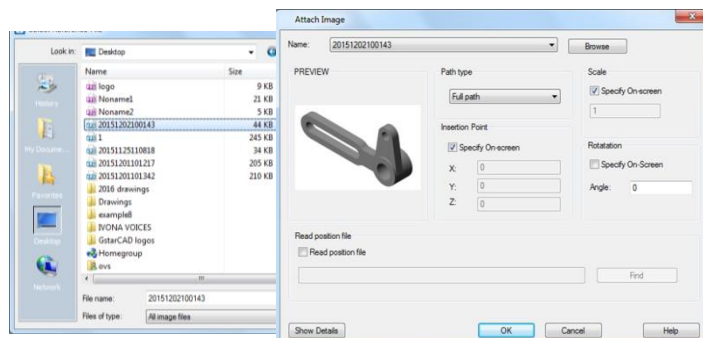 Look in:
Desktop
Name
Size
logo
9 KB
Noname1
21 KB
Noname2
5 KB
20151202100143
44 KB
1
245 KB
20151125110818
34 KB
20151201101217
205 KB
20151201101342
210 KB
2016 drawings
Drawings
example8
IVONA VOICES
GstarCAD logos
Homegroup
ovs
History
My Docume...
Favorites
Desktop
Network
File name:
20151202100143
Files of type:
All image files
Attach Image
Name:
20151202100143
Browse
PREVIEW
Path type
Full path
Scale
Specify On-screen
1
Insertion Point
Specify On-screen
X:
0
Y:
0
Z:
0
Rotatation
Specify On-Screen
Angle:
0
Read position file
Read position file
Find
Show Details
OK
Cancel
Help